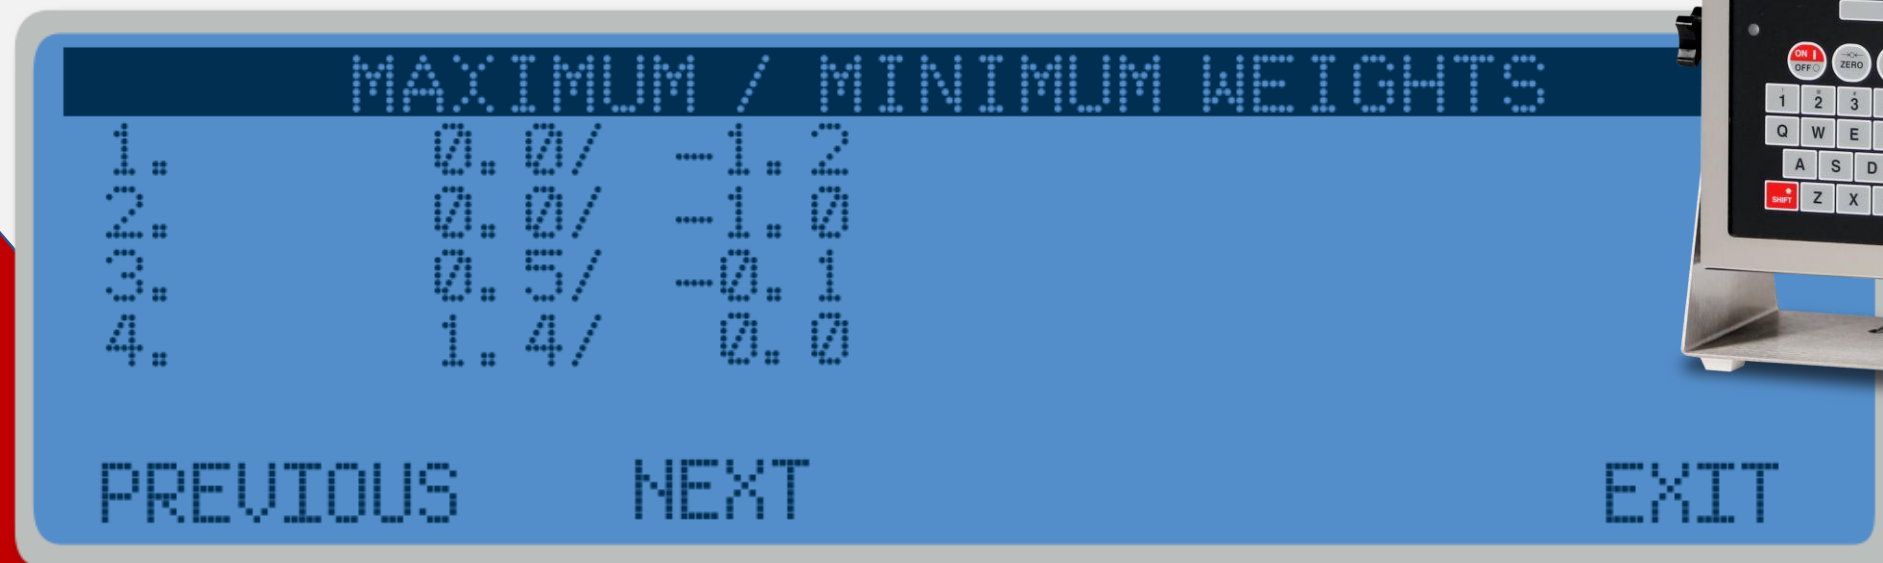 MAXIMUM / MINIMUM WEIGHTS
1. 0.0/ -1.2
2. 0.0/ -1.0
3. 0.5/ -0.1
4. 1.4/ 0.0
PREVIOUS NEXT EXIT
ON I
OFF ZERO
1 2 3
Q W E
A S D
SHIFT Z X